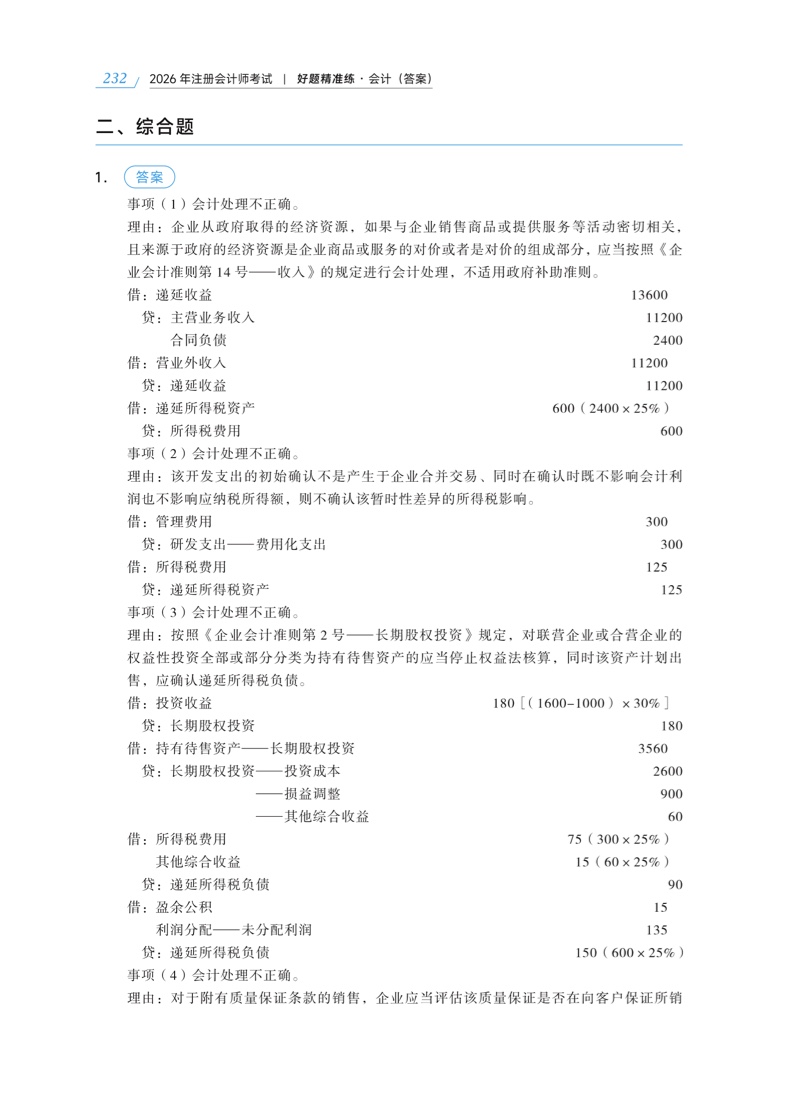 232 2026 年注册会计师考试 | 好题精准练·会计（答案）
二、综合题
1. 答案
事项（1）会计处理不正确。
理由：企业从政府取得的经济资源，如果与企业销售商品或提供服务等活动密切相关，
且来源于政府的经济资源是企业商品或服务的对价或者是对价的组成部分，应当按照《企
业会计准则第 14 号——收入》的规定进行会计处理，不适用政府补助准则。
借：递延收益 13600
贷：主营业务收入 11200
合同负债 2400
借：营业外收入 11200
贷：递延收益 11200
借：递延所得税资产 600（2400×25%）
贷：所得税费用 600
事项（2）会计处理不正确。
理由：该开发支出的初始确认不是产生于企业合并交易、同时在确认时既不影响会计利
润也不影响应纳税所得额，则不确认该暂时性差异的所得税影响。
借：管理费用 300
贷：研发支出——费用化支出 300
借：所得税费用 125
贷：递延所得税资产 125
事项（3）会计处理不正确。
理由：按照《企业会计准则第 2 号——长期股权投资》规定，对联营企业或合营企业的
权益性投资全部或部分分类为持有待售资产的应当停止权益法核算，同时该资产计划出
售，应确认递延所得税负债。
借：投资收益 180［（1600-1000）×30%］
贷：长期股权投资 180
借：持有待售资产——长期股权投资 3560
贷：长期股权投资——投资成本 2600
——损益调整 900
——其他综合收益 60
借：所得税费用 75（300×25%）
其他综合收益 15（60×25%）
贷：递延所得税负债 90
借：盈余公积 15
利润分配——未分配利润 135
贷：递延所得税负债 150（600×25%）
事项（4）会计处理不正确。
理由：对于附有质量保证条款的销售，企业应当评估该质量保证是否在向客户保证所销